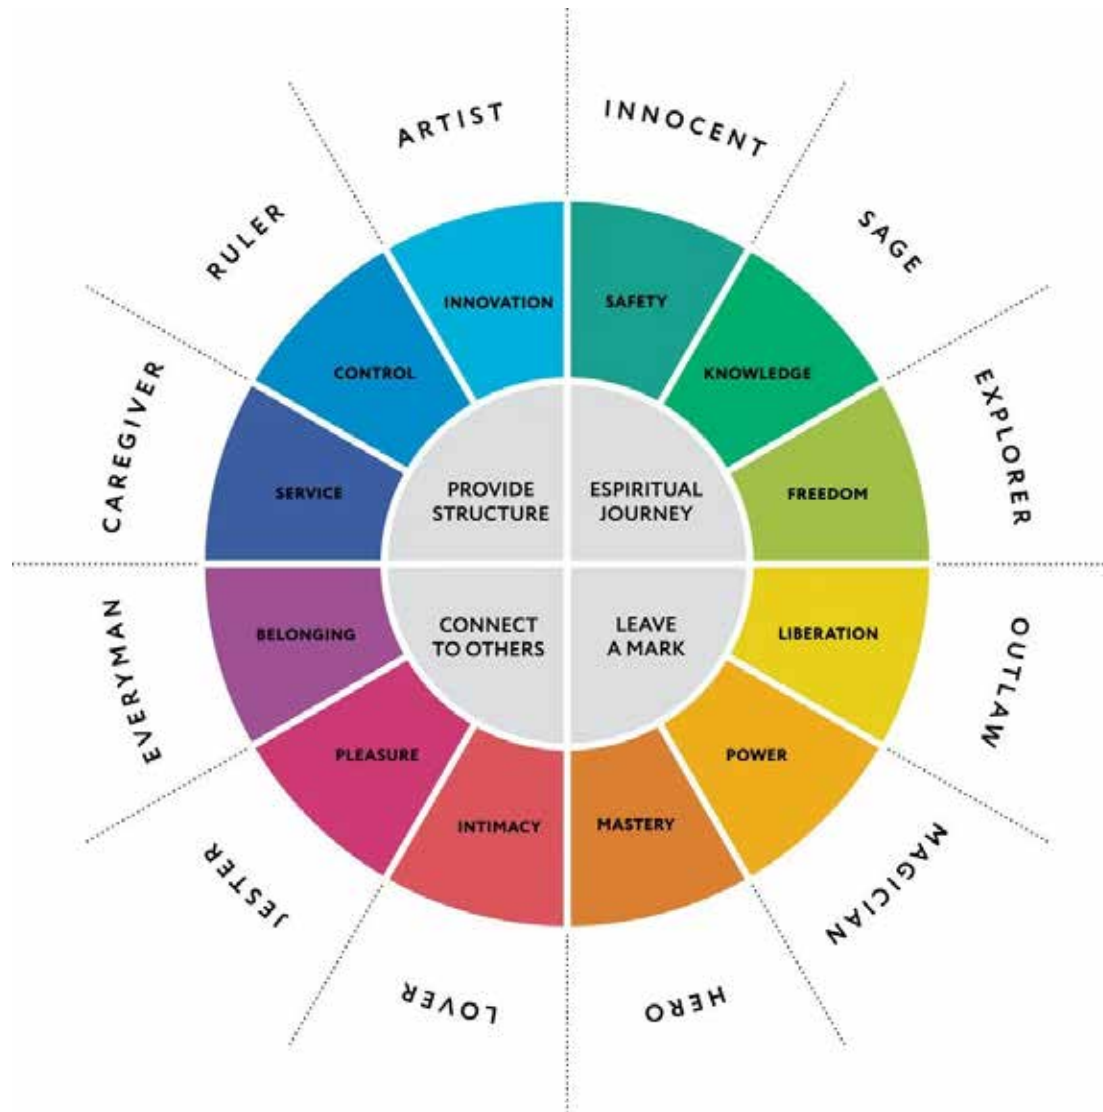 ARTIST
INNOCENT
RULER
SAGE
CAREGIVER
EXPLORER
EVERYMAN
OUTLAW
JESTER
MAGICIAN
LOVER
HERO
INNOVATION
SAFETY
CONTROL
KNOWLEDGE
SERVICE
FREEDOM
BELONGING
LIBERATION
PLEASURE
POWER
INTIMACY
MASTERY
PROVIDE
STRUCTURE
ESPIRITUAL
JOURNEY
CONNECT
TO OTHERS
LEAVE
A MARK